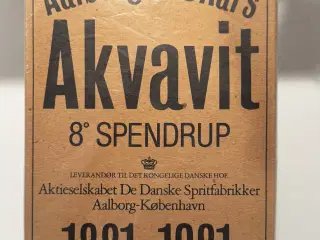 Akvavit
8° SPENDRUP
LEVERANDØR TIL DET KONGELIGE DANSKE HOF
Aktieselskabet De Danske Spritfabrikker
Aalborg-København